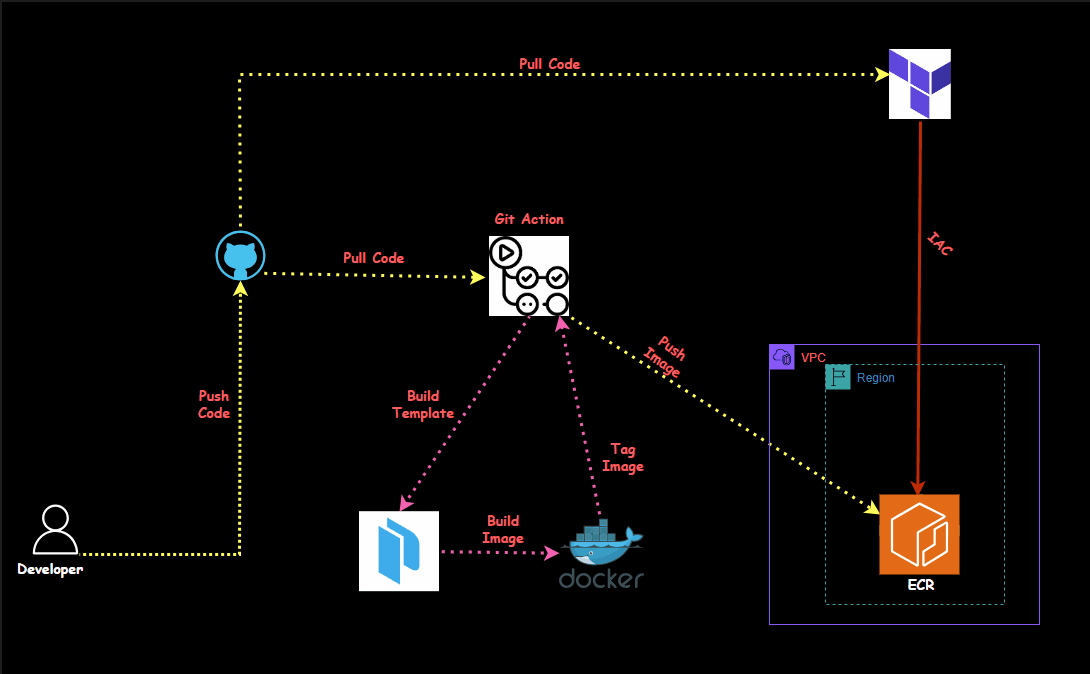 Pull Code
Git Action
Pull Code
IAC
Push
Image
VPC
Region
Push
Code
Build
Template
Tag
Image
Build
Image
Developer
docker
ECR